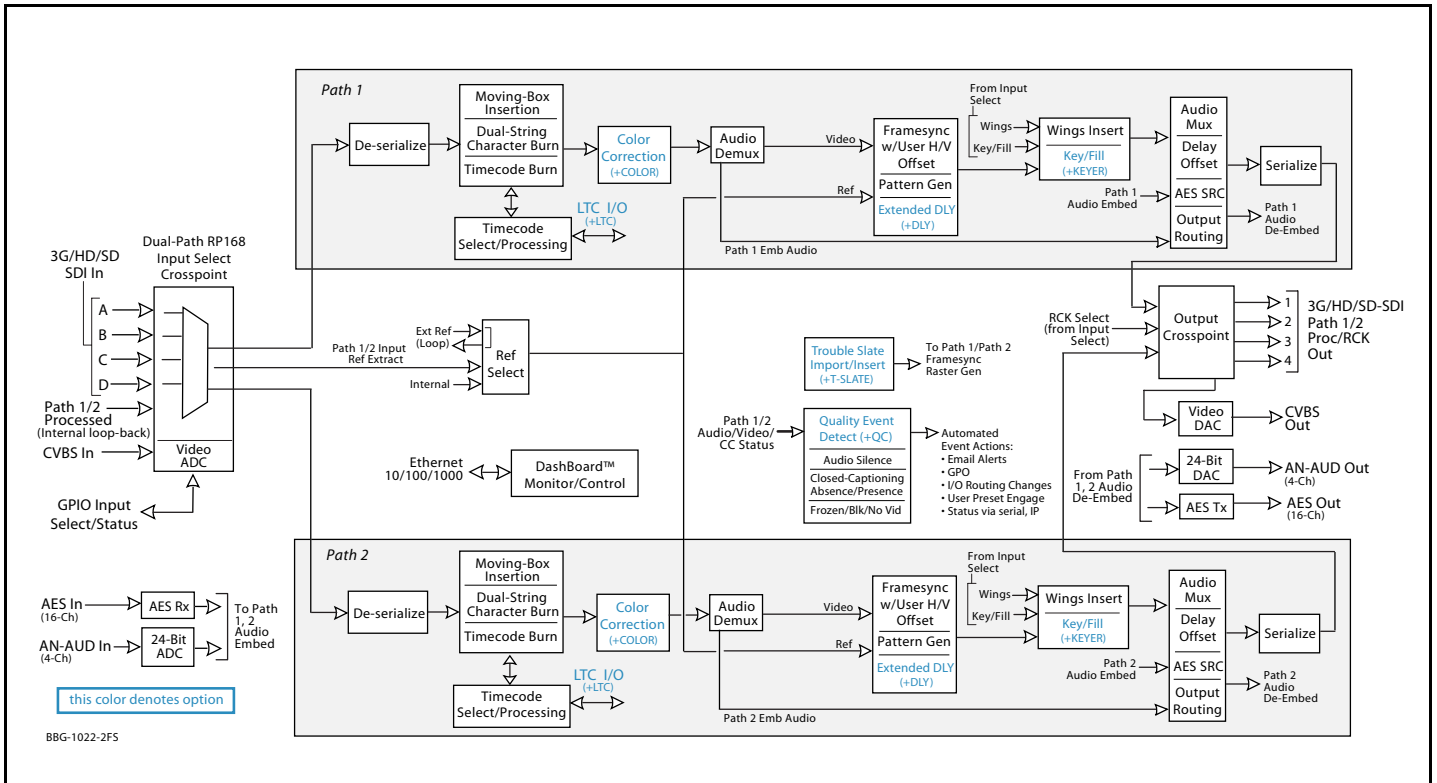 Path 1
De-serialize
Moving-Box
Insertion
Dual-String
Character Burn
Timecode Burn
Timecode
Select/Processing
LTC I/O
(+LTC)
Color
Correction
(+COLOR)
Audio
Demux
Video
Ref
Path 1 Emb Audio
Framesync
w/User H/V
Offset
Pattern Gen
Extended DLY
(+DLY)
From Input
Select
Wings
Key/Fill
Wings Insert
Key/Fill
(+KEYER)
Path 1
Audio Embed
Audio
Mux
Delay
Offset
AES SRC
Output
Routing
Serialize
Path 1
Audio
De-Embed
Dual-Path RP168
Input Select
Crosspoint
3G/HD/SD
SDI In
A
B
C
D
Path 1/2
Processed
(Internal loop-back)
CVBS In
Video
ADC
GPIO Input
Select/Status
Path 1/2 Input
Ref Extract
Ext Ref
(Loop)
Internal
Ref
Select
Ethernet
10/100/1000
DashBoard™
Monitor/Control
Trouble Slate
Import/Insert
(+T-SLATE)
To Path 1/Path 2
Framesync
Raster Gen
Path 1/2
Audio/Video/
CC Status
Quality Event
Detect (+QC)
Audio Silence
Closed-Captioning
Absence/Presence
Frozen/Blk/No Vid
Automated
Event Actions:
• Email Alerts
• GPO
• I/O Routing Changes
• User Preset Engage
• Status via serial, IP
RCK Select
(from Input
Select)
Output
Crosspoint
1
2
3
4
3G/HD/SD-SDI
Path 1/2
Proc/RCK
Out
Video
DAC
CVBS
Out
From Path
1, 2 Audio
De-Embed
24-Bit
DAC
AN-AUD Out
(4-Ch)
AES Tx
AES Out
(16-Ch)
Path 2
De-serialize
Moving-Box
Insertion
Dual-String
Character Burn
Timecode Burn
Timecode
Select/Processing
LTC I/O
(+LTC)
Color
Correction
(+COLOR)
Audio
Demux
Video
Ref
Path 2 Emb Audio
Framesync
w/User H/V
Offset
Pattern Gen
Extended DLY
(+DLY)
From Input
Select
Wings
Key/Fill
Wings Insert
Key/Fill
(+KEYER)
Path 2
Audio Embed
Audio
Mux
Delay
Offset
AES SRC
Output
Routing
Serialize
Path 2
Audio
De-Embed
AES In
(16-Ch)
AES Rx
AN-AUD In
(4-Ch)
24-Bit
ADC
To Path
1, 2
Audio
Embed
this color denotes option
BBG-1022-2FS